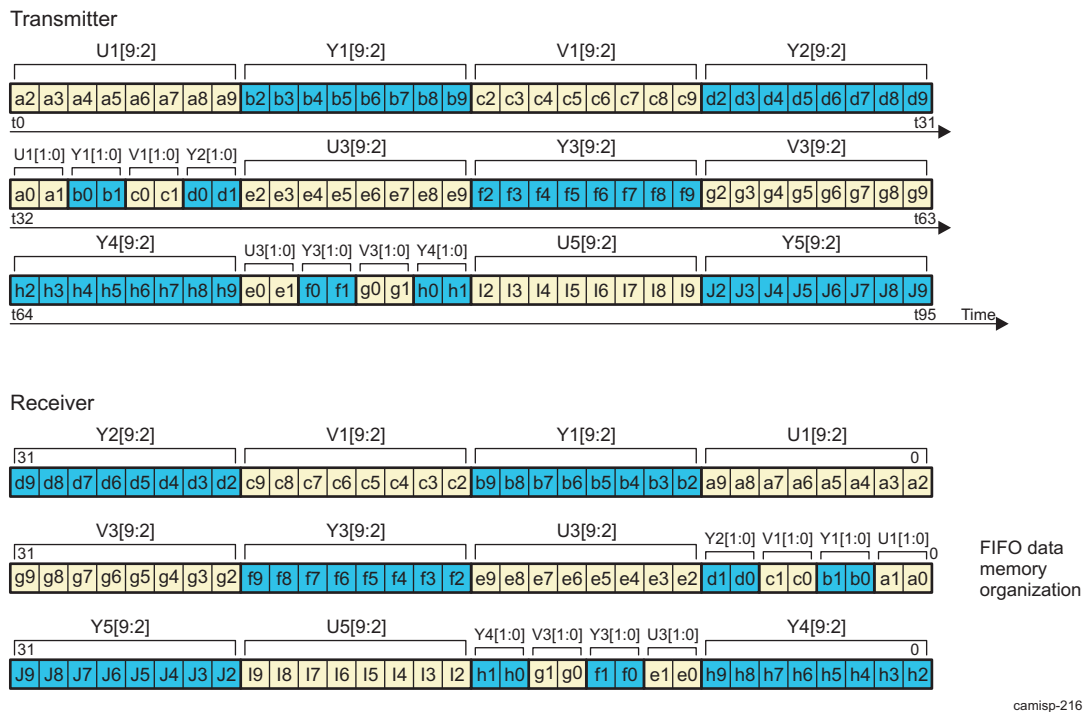 Transmitter
U1[9:2] Y1[9:2] V1[9:2] Y2[9:2]
a2 a3 a4 a5 a6 a7 a8 a9 b2 b3 b4 b5 b6 b7 b8 b9 c2 c3 c4 c5 c6 c7 c8 c9 d2 d3 d4 d5 d6 d7 d8 d9
t0 t31
U1[1:0] Y1[1:0] V1[1:0] Y2[1:0] U3[9:2] Y3[9:2] V3[9:2]
a0 a1 b0 b1 c0 c1 d0 d1 e2 e3 e4 e5 e6 e7 e8 e9 f2 f3 f4 f5 f6 f7 f8 f9 g2 g3 g4 g5 g6 g7 g8 g9
t32 t63
Y4[9:2] U3[1:0] Y3[1:0] V3[1:0] Y4[1:0] U5[9:2] Y5[9:2]
h2 h3 h4 h5 h6 h7 h8 h9 e0 e1 f0 f1 g0 g1 h0 h1 I2 I3 I4 I5 I6 I7 I8 I9 J2 J3 J4 J5 J6 J7 J8 J9
t64 t95 Time
Receiver
Y2[9:2] V1[9:2] Y1[9:2] U1[9:2]
31 0
d9 d8 d7 d6 d5 d4 d3 d2 c9 c8 c7 c6 c5 c4 c3 c2 b9 b8 b7 b6 b5 b4 b3 b2 a9 a8 a7 a6 a5 a4 a3 a2
V3[9:2] Y3[9:2] U3[9:2] Y2[1:0] V1[1:0] Y1[1:0] U1[1:0]
31 0
g9 g8 g7 g6 g5 g4 g3 g2 f9 f8 f7 f6 f5 f4 f3 f2 e9 e8 e7 e6 e5 e4 e3 e2 d1 d0 c1 c0 b1 b0 a1 a0
FIFO data
memory
organization
Y5[9:2] U5[9:2] Y4[1:0] V3[1:0] Y3[1:0] U3[1:0] Y4[9:2]
31 0
J9 J8 J7 J6 J5 J4 J3 J2 I9 I8 I7 I6 I5 I4 I3 I2 h1 h0 g1 g0 f1 f0 e1 e0 h9 h8 h7 h6 h5 h4 h3 h2
camisp-216